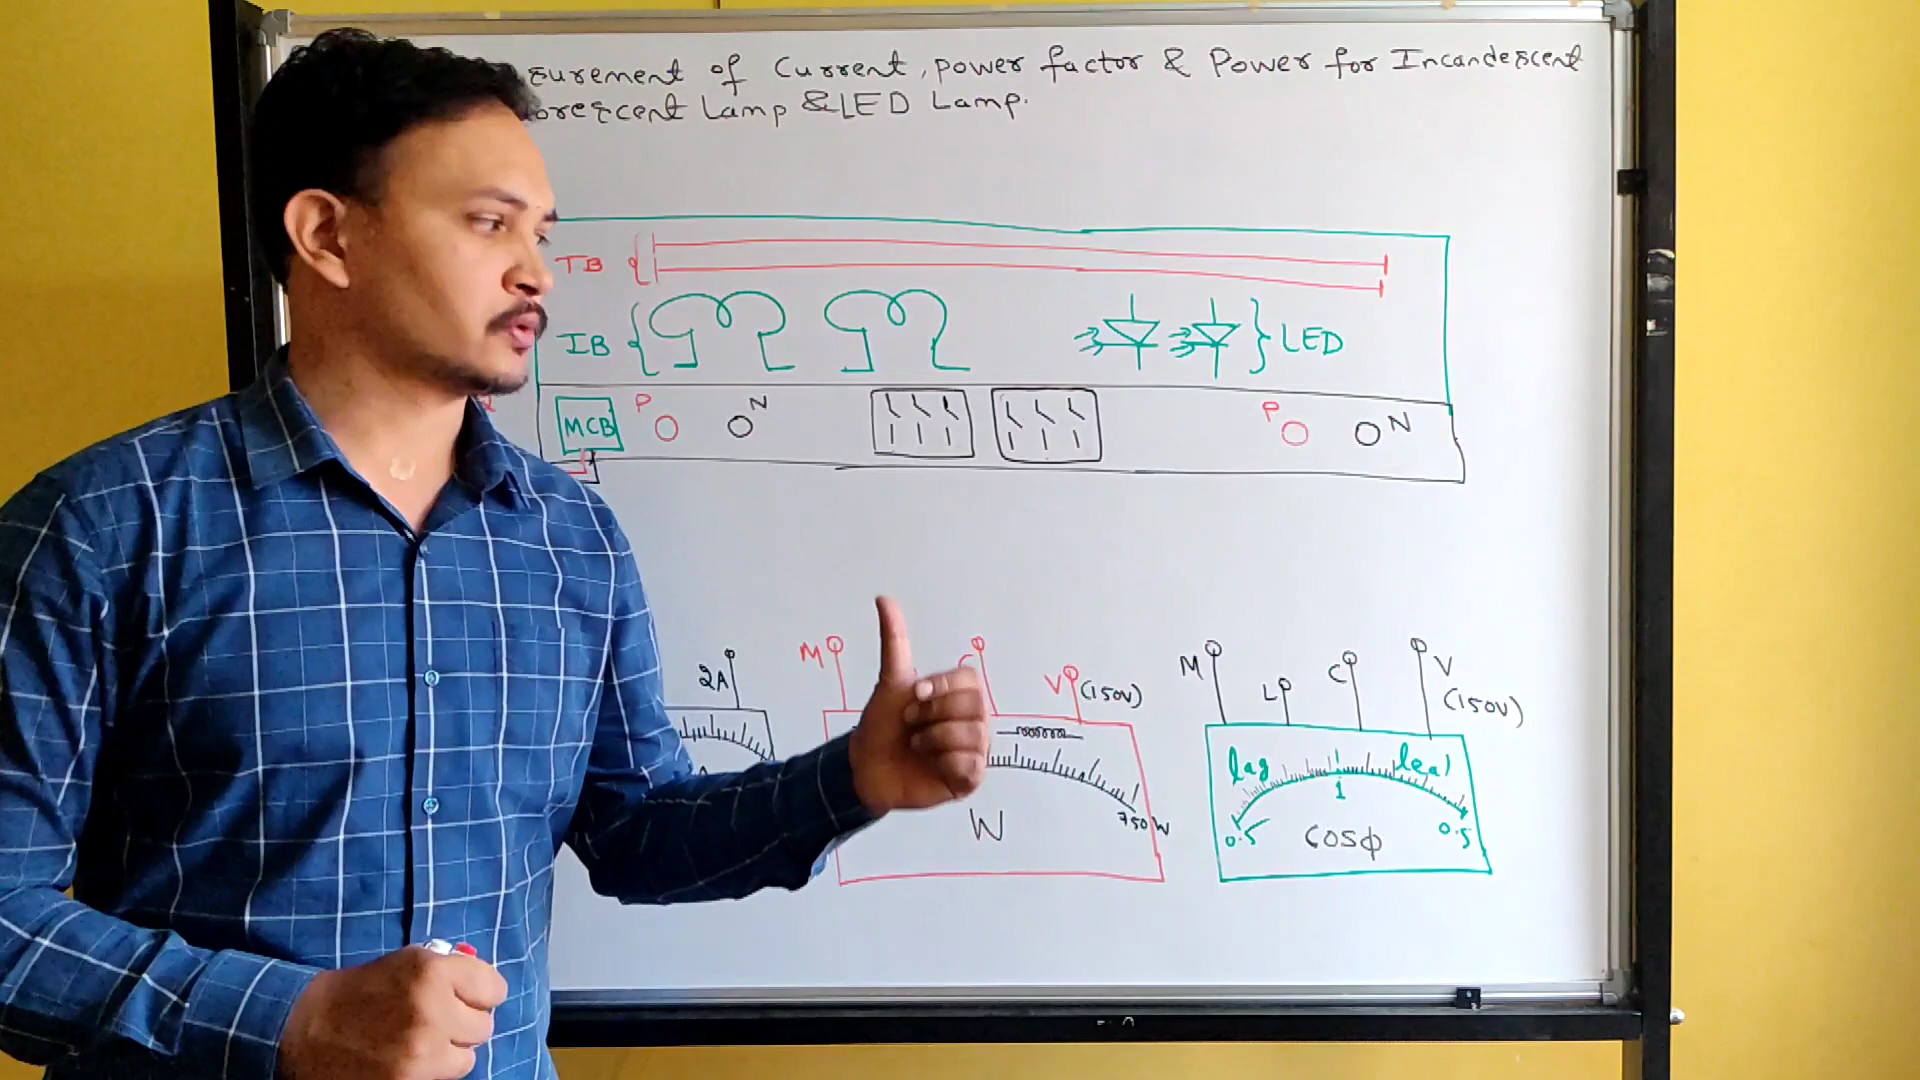 surement of Current, power factor & Power for Incandescent
orescent Lamp & LED Lamp.
TB
IB
LED
MCB
P
N
P
N
2A
M
C
V
(150V)
M
L
C
V
(150V)
750W
W
lag
lead
1
0.5
0.5
cosϕ